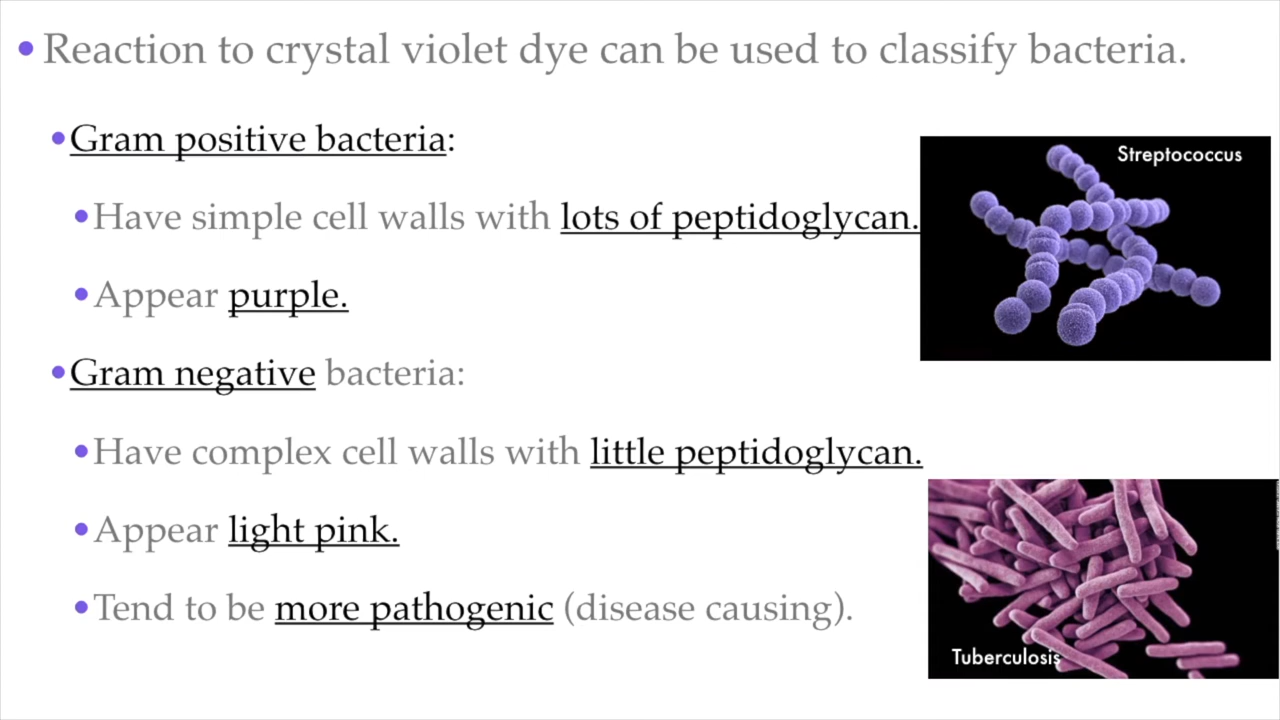 • Reaction to crystal violet dye can be used to classify bacteria.
• Gram positive bacteria:
• Have simple cell walls with lots of peptidoglycan.
• Appear purple.
• Gram negative bacteria:
• Have complex cell walls with little peptidoglycan.
• Appear light pink.
• Tend to be more pathogenic (disease causing).
Streptococcus
Tuberculosis